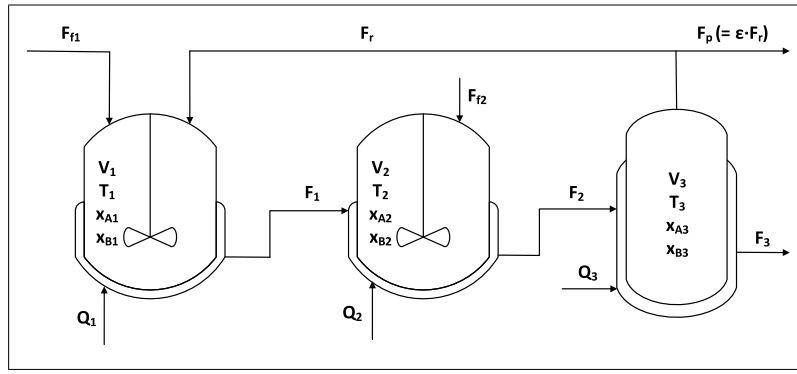 F_f1
F_r
F_p (= ε·F_r)
F_f2
V_1
T_1
x_A1
x_B1
Q_1
F_1
V_2
T_2
x_A2
x_B2
Q_2
F_2
V_3
T_3
x_A3
x_B3
Q_3
F_3